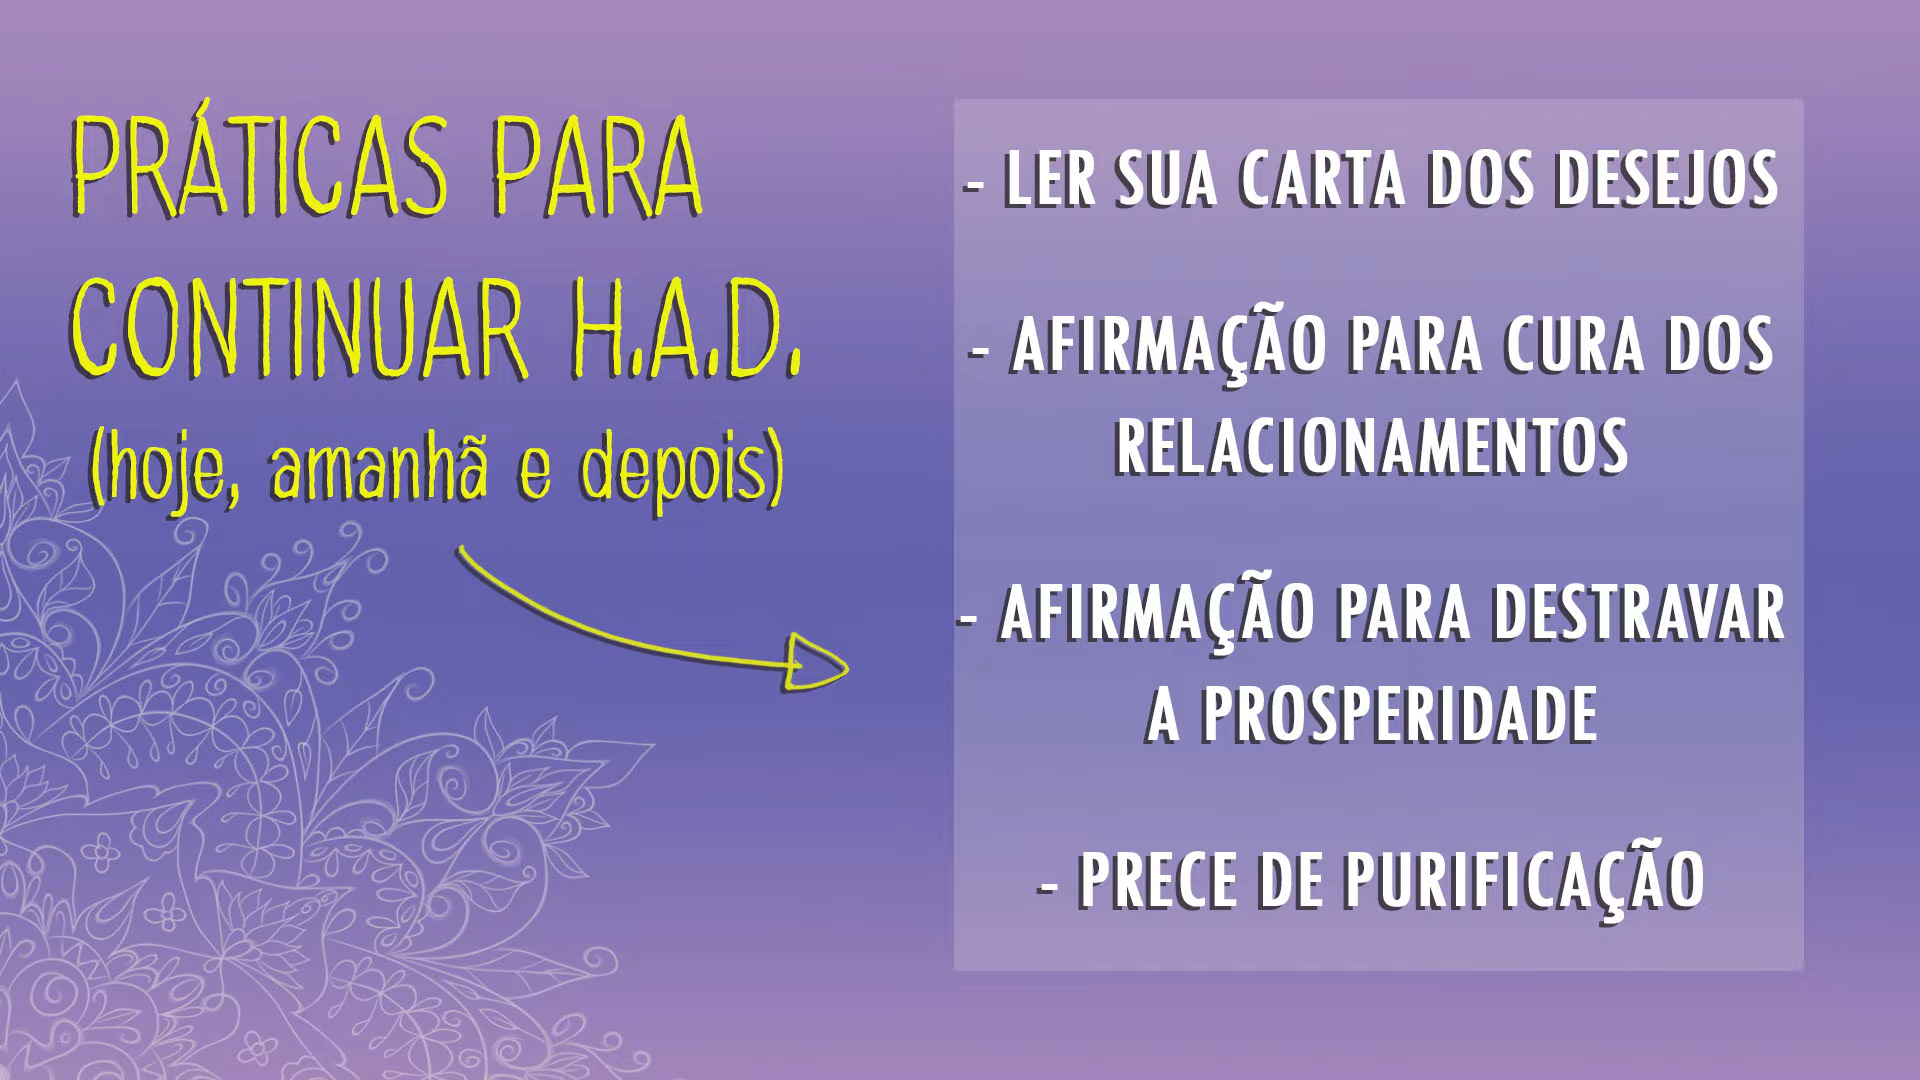 PRÁTICAS PARA
CONTINUAR H.A.D.
(hoje, amanhã e depois)
- LER SUA CARTA DOS DESEJOS
- AFIRMAÇÃO PARA CURA DOS
RELACIONAMENTOS
- AFIRMAÇÃO PARA DESTRAVAR
A PROSPERIDADE
- PRECE DE PURIFICAÇÃO